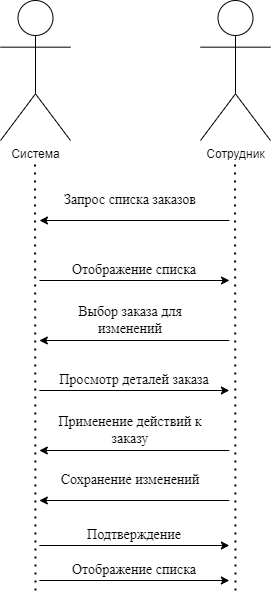 Система
Сотрудник
Запрос списка заказов
Отображение списка
Выбор заказа для
изменений
Просмотр деталей заказа
Применение действий к
заказу
Сохранение изменений
Подтверждение
Отображение списка